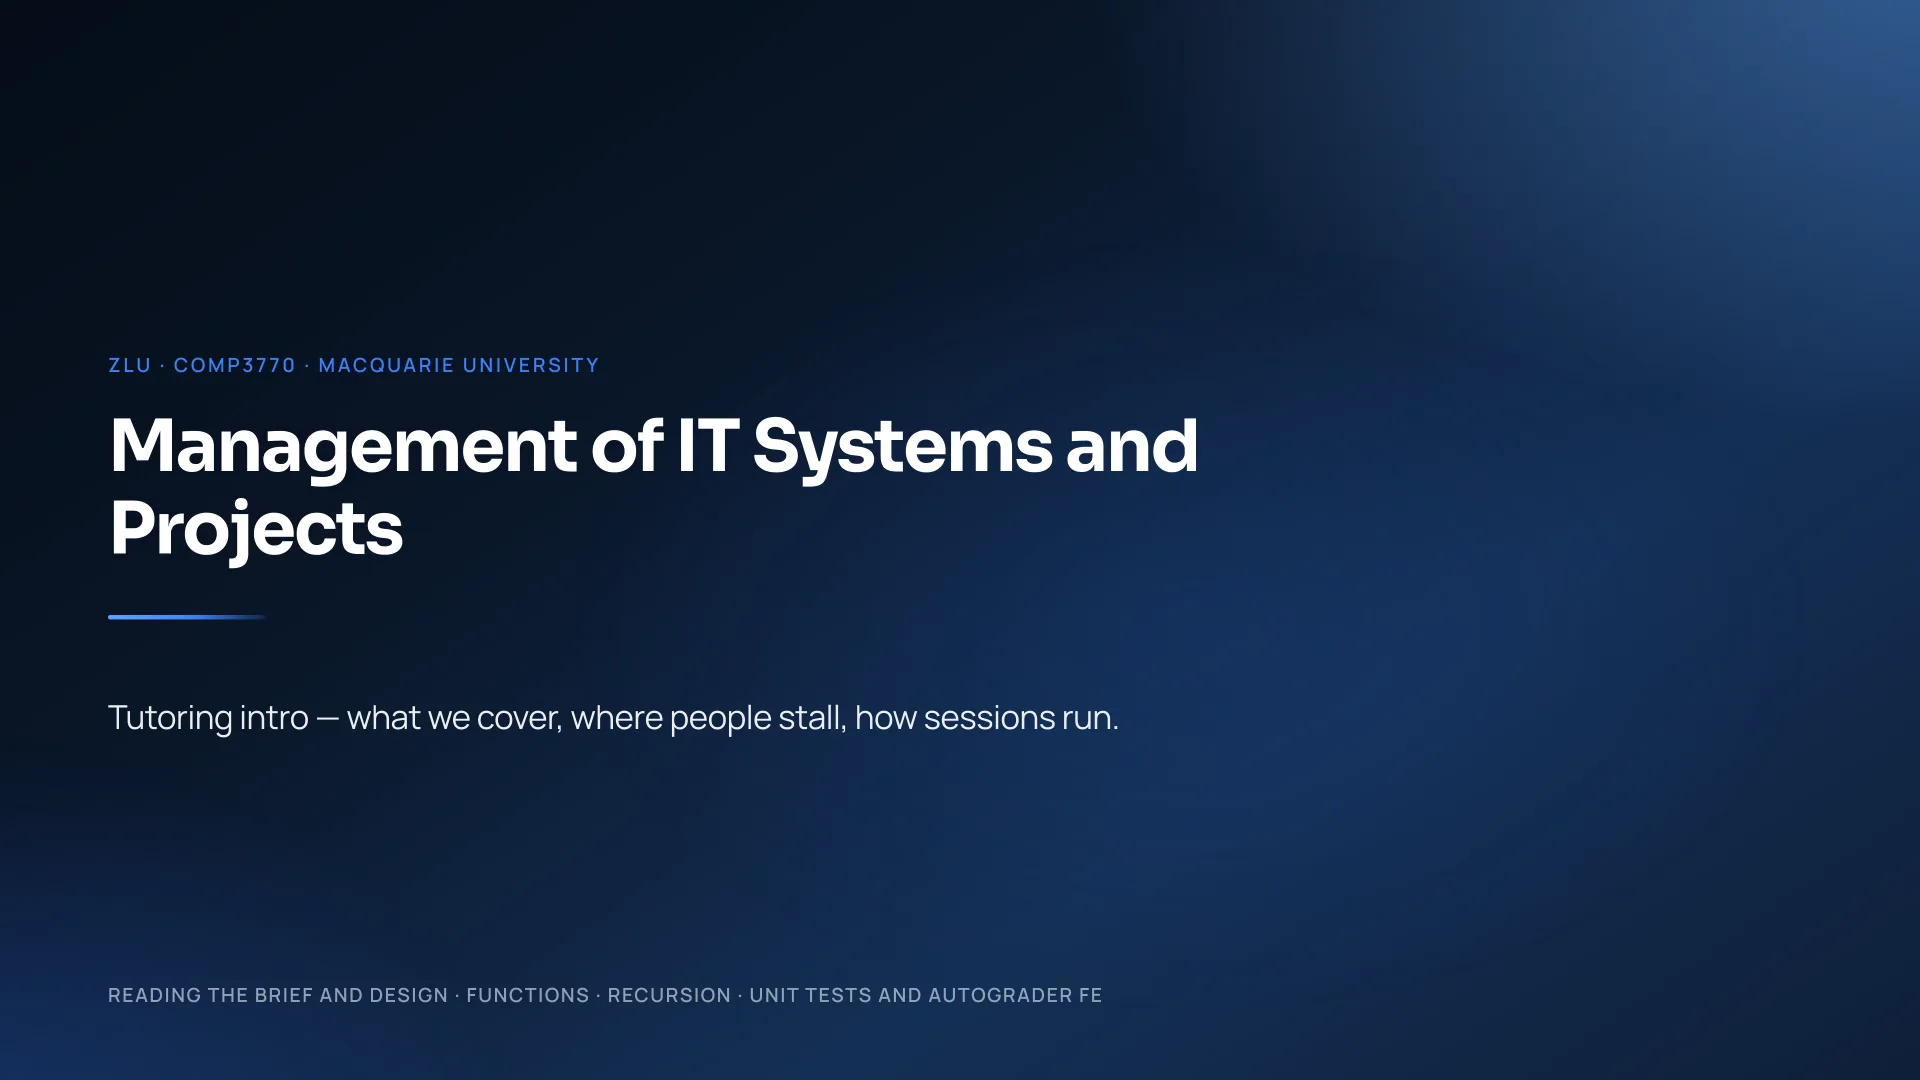 ZLU · COMP3770 · MACQUARIE UNIVERSITY
Management of IT Systems and
Projects
Tutoring intro — what we cover, where people stall, how sessions run.
READING THE BRIEF AND DESIGN · FUNCTIONS · RECURSION · UNIT TESTS AND AUTOGRADER FE